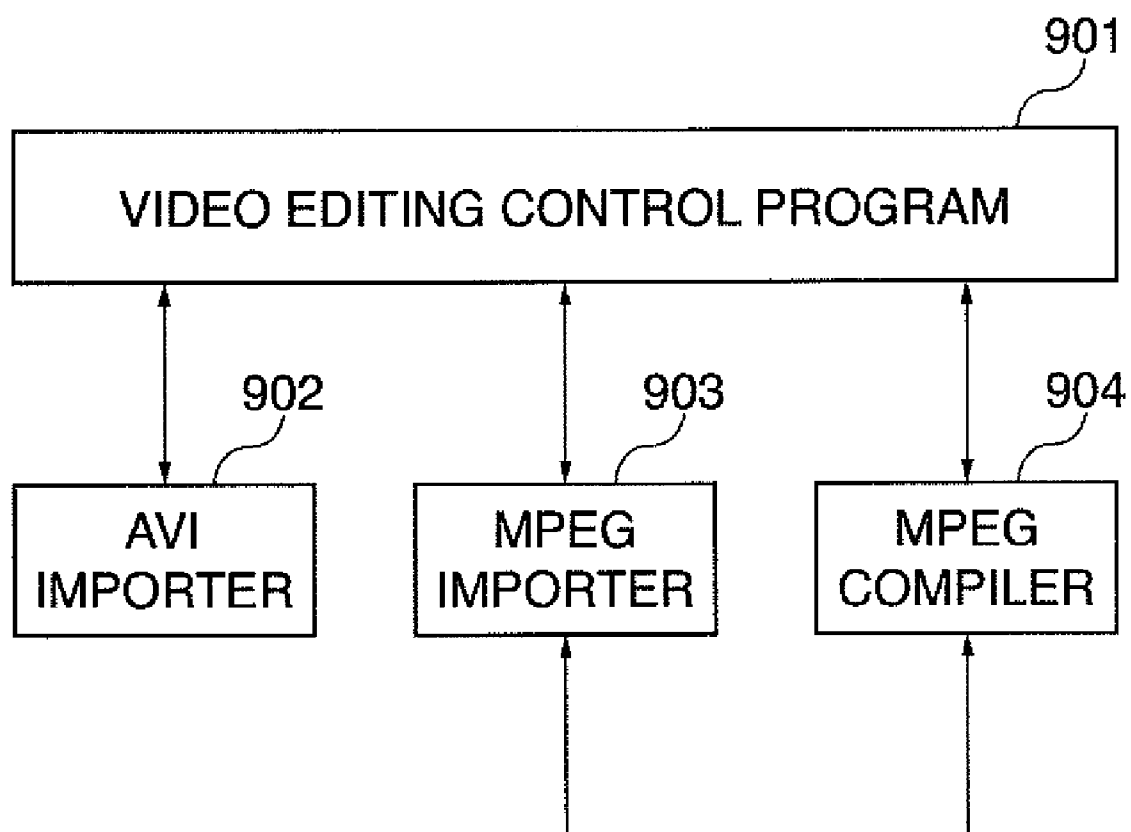 901
VIDEO EDITING CONTROL PROGRAM
902
903
904
AVI
IMPORTER
MPEG
IMPORTER
MPEG
COMPILER